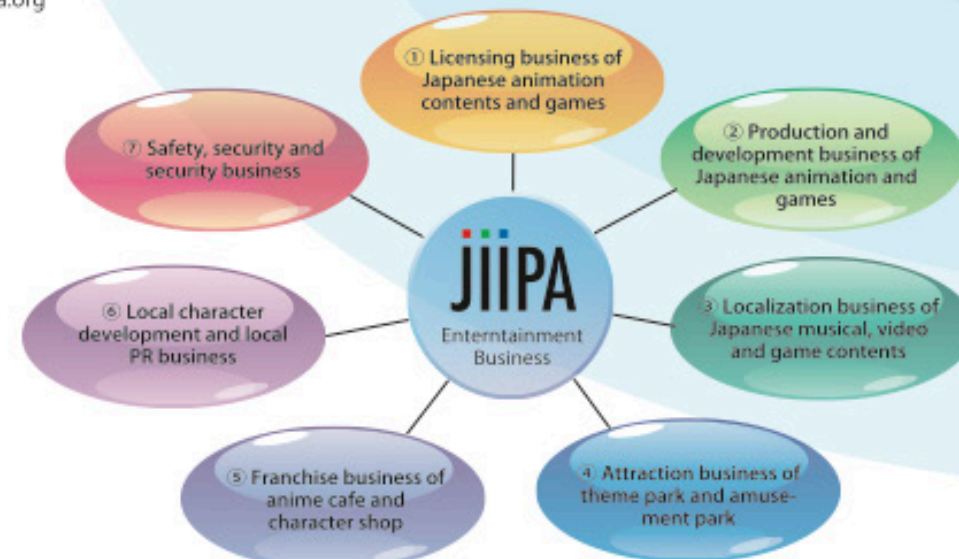 a.org
① Licensing business of
Japanese animation
contents and games
② Production and
development business of
Japanese animation and
games
③ Localization business of
Japanese musical, video
and game contents
④ Attraction business of
theme park and amuse-
ment park
⑤ Franchise business of
anime cafe and
character shop
⑥ Local character
development and local
PR business
⑦ Safety, security and
security business
JIIPA
Enterntainment
Business